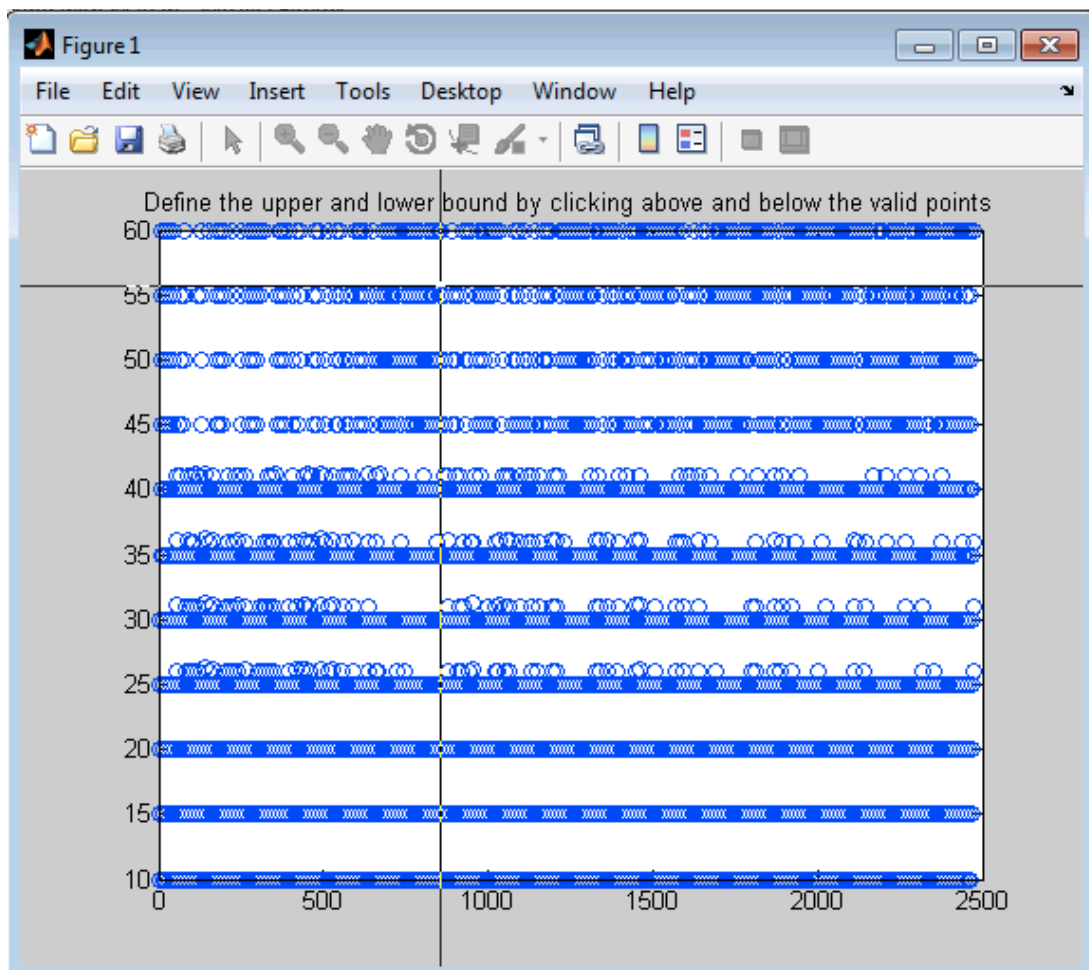 Figure 1
File Edit View Insert Tools Desktop Window Help
Define the upper and lower bound by clicking above and below the valid points
60
55
50
45
40
35
30
25
20
15
10
0 500 1000 1500 2000 2500